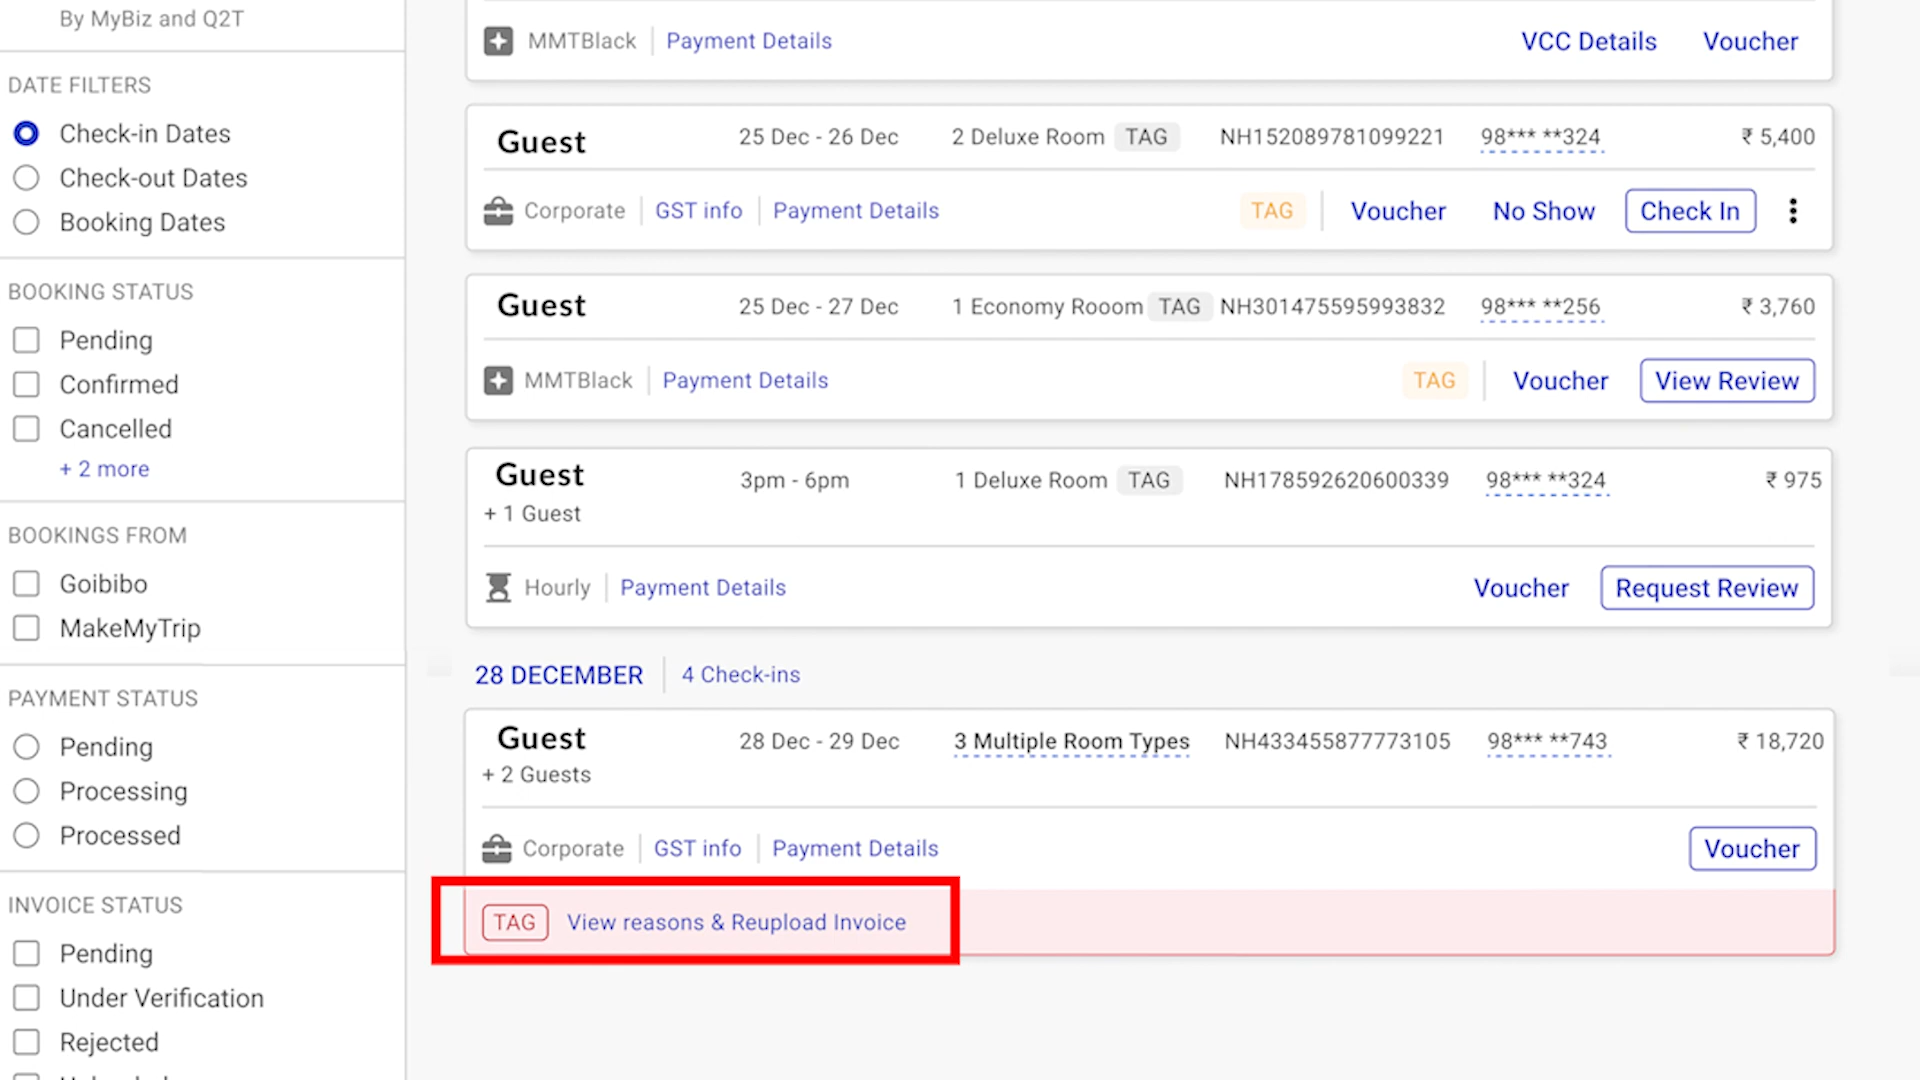 By MyBiz and Q2T
DATE FILTERS
Check-in Dates
Check-out Dates
Booking Dates
BOOKING STATUS
Pending
Confirmed
Cancelled
+ 2 more
BOOKINGS FROM
Goibibo
MakeMyTrip
PAYMENT STATUS
Pending
Processing
Processed
INVOICE STATUS
Pending
Under Verification
Rejected
MMTBlack Payment Details VCC Details Voucher
Guest 25 Dec - 26 Dec 2 Deluxe Room TAG NH152089781099221 98*** **324 ₹ 5,400
Corporate GST info Payment Details TAG Voucher No Show Check In
Guest 25 Dec - 27 Dec 1 Economy Rooom TAG NH301475595993832 98*** **256 ₹ 3,760
MMTBlack Payment Details TAG Voucher View Review
Guest 3pm - 6pm 1 Deluxe Room TAG NH178592620600339 98*** **324 ₹ 975
+ 1 Guest
Hourly Payment Details Voucher Request Review
28 DECEMBER 4 Check-ins
Guest 28 Dec - 29 Dec 3 Multiple Room Types NH433455877773105 98*** **743 ₹ 18,720
+ 2 Guests
Corporate GST info Payment Details Voucher
TAG View reasons & Reupload Invoice